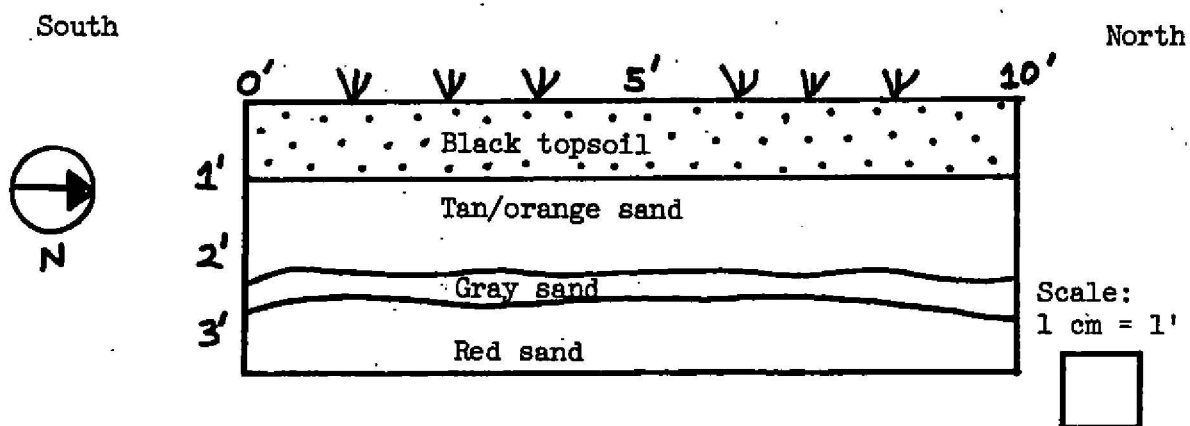 South
North
0' 5' 10'
Black topsoil
1'
Tan/orange sand
2'
Gray sand
3'
Red sand
N
Scale:
1 cm = 1'